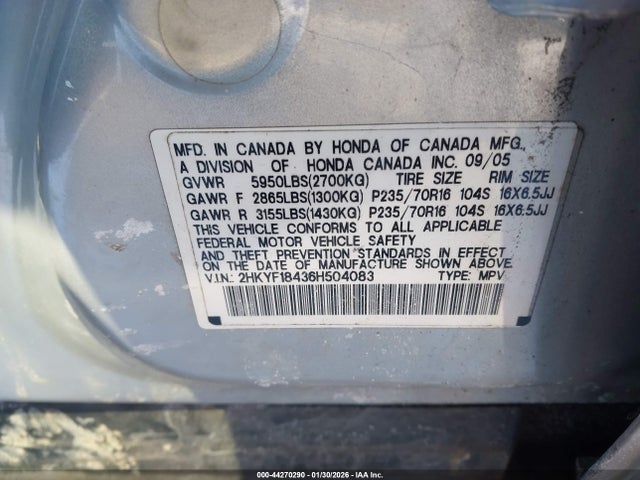 MFD. IN CANADA BY HONDA OF CANADA MFG.,
A DIVISION OF HONDA CANADA INC. 09/05
GVWR 5950LBS(2700KG) TIRE SIZE RIM SIZE
GAWR F 2865LBS(1300KG) P235/70R16 104S 16X6.5JJ
GAWR R 3155LBS(1430KG) P235/70R16 104S 16X6.5JJ
THIS VEHICLE CONFORMS TO ALL APPLICABLE
FEDERAL MOTOR VEHICLE SAFETY
AND THEFT PREVENTION STANDARDS IN EFFECT
ON THE DATE OF MANUFACTURE SHOWN ABOVE.
V.I.N.: 2HKYF18436H504083 TYPE: MPV
000-44270290 - 01/30/2026 - IAA Inc.